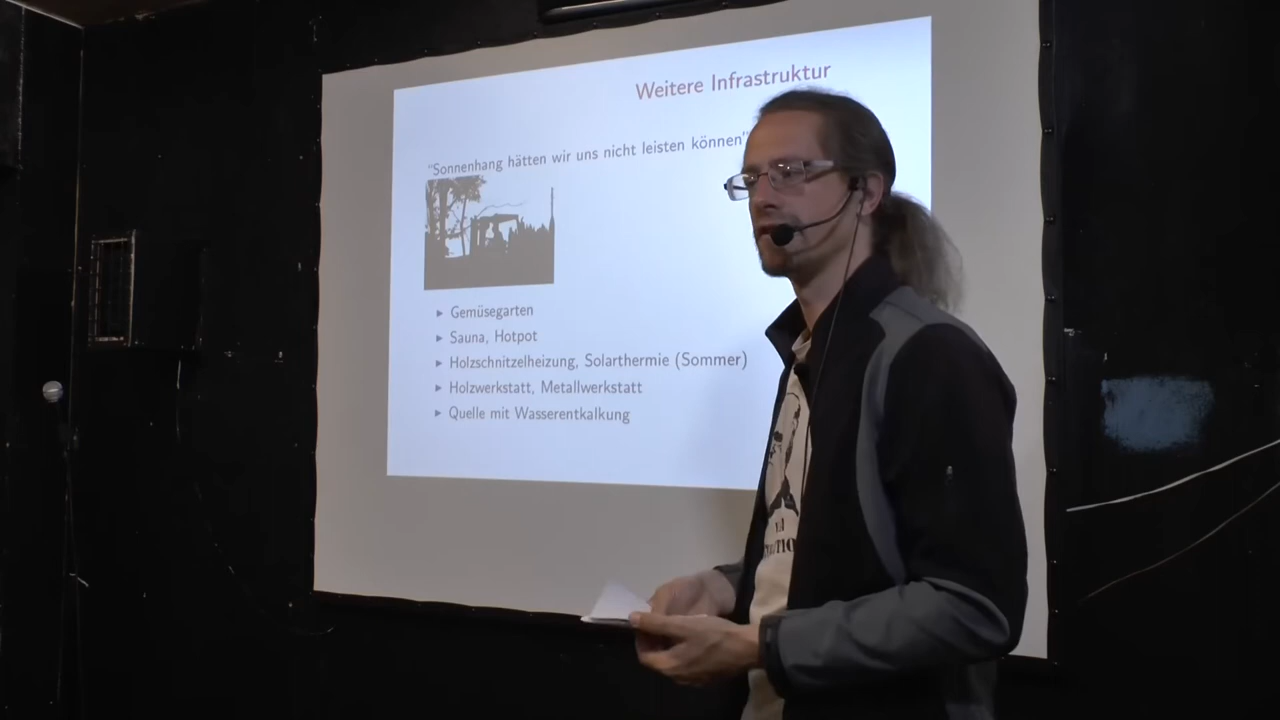 Weitere Infrastruktur
"Sonnenhang hätten wir uns nicht leisten können"
▶ Gemüsegarten
▶ Sauna, Hotpot
▶ Holzschnitzelheizung, Solarthermie (Sommer)
▶ Holzwerkstatt, Metallwerkstatt
▶ Quelle mit Wasserentkalkung